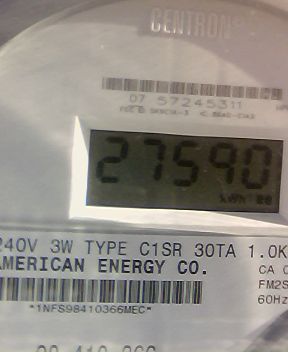 CENTRON
07 57245311
27590
kWh
240V 3W TYPE C1SR 30TA 1.0K
AMERICAN ENERGY CO.
CA
FM2S
60Hz
*1NFS98410366MEC*